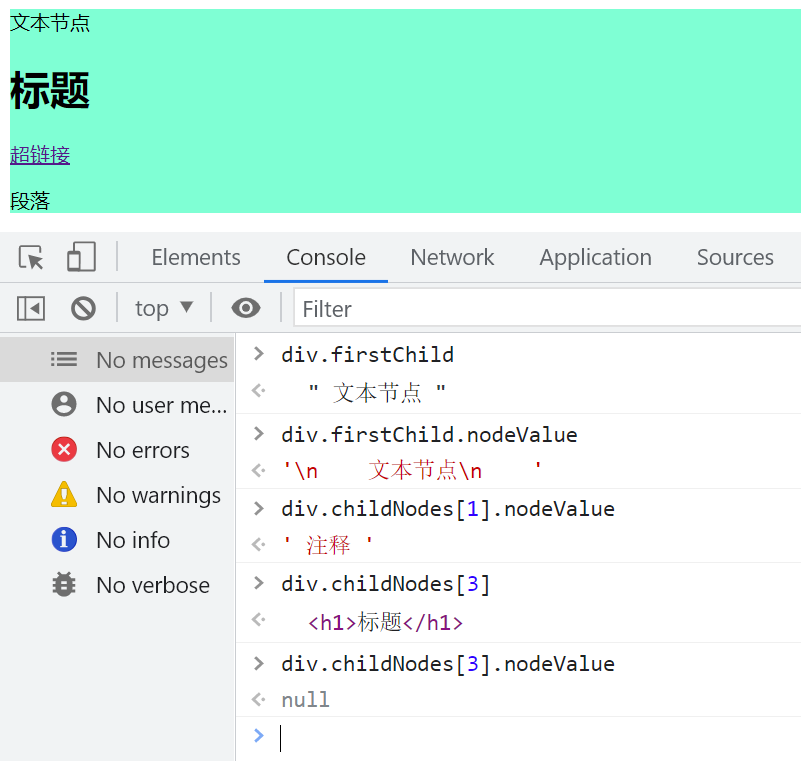 文本节点
标题
超链接
段落
Elements Console Network Application Sources
top Filter
No messages
No user me...
No errors
No warnings
No info
No verbose
div.firstChild
" 文本节点 "
div.firstChild.nodeValue
'\n    文本节点\n    '
div.childNodes[1].nodeValue
' 注释 '
div.childNodes[3]
<h1>标题</h1>
div.childNodes[3].nodeValue
null